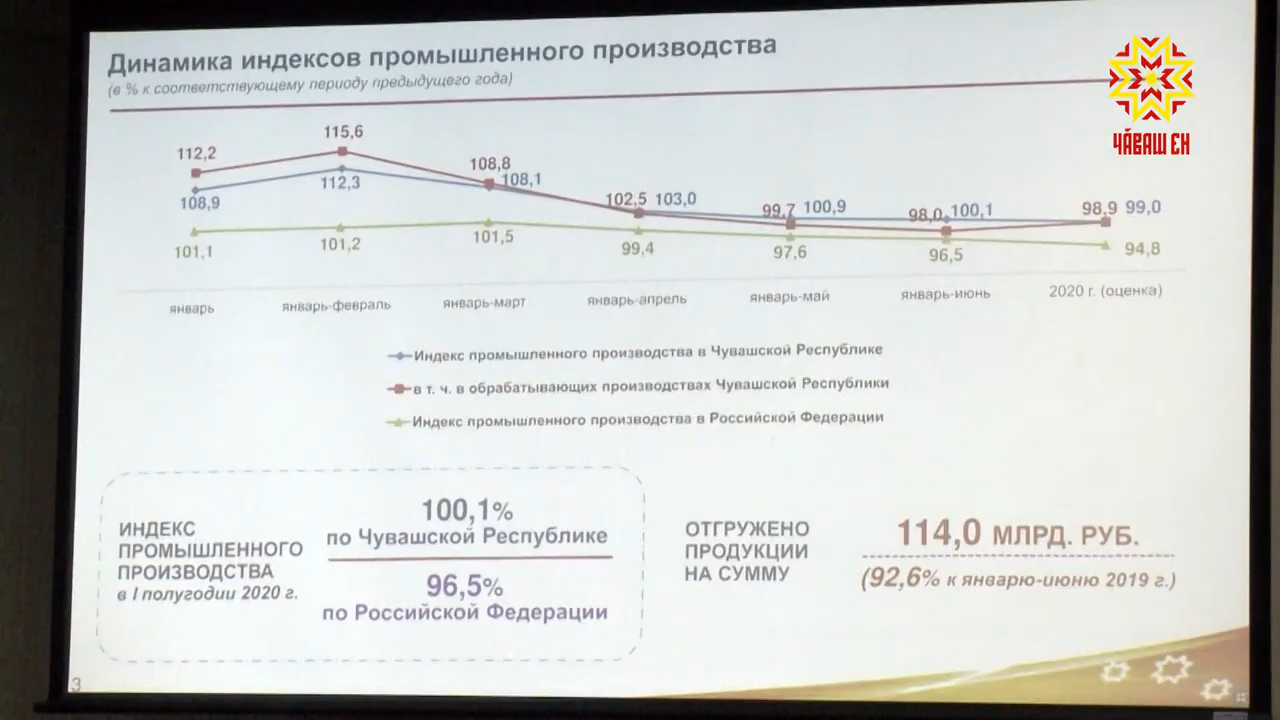 Динамика индексов промышленного производства
(в % к соответствующему периоду предыдущего года)
ЧӐВАШ ЕН
112,2 115,6 108,8 102,5 99,7 98,0 98,9
108,9 112,3 108,1 103,0 100,9 100,1 99,0
101,1 101,2 101,5 99,4 97,6 96,5 94,8
январь январь-февраль январь-март январь-апрель январь-май январь-июнь 2020 г. (оценка)
Индекс промышленного производства в Чувашской Республике
в т. ч. в обрабатывающих производствах Чувашской Республики
Индекс промышленного производства в Российской Федерации
ИНДЕКС
ПРОМЫШЛЕННОГО
ПРОИЗВОДСТВА
в I полугодии 2020 г.
100,1%
по Чувашской Республике
96,5%
по Российской Федерации
ОТГРУЖЕНО
ПРОДУКЦИИ
НА СУММУ
114,0 МЛРД. РУБ.
(92,6% к январю-июню 2019 г.)
3